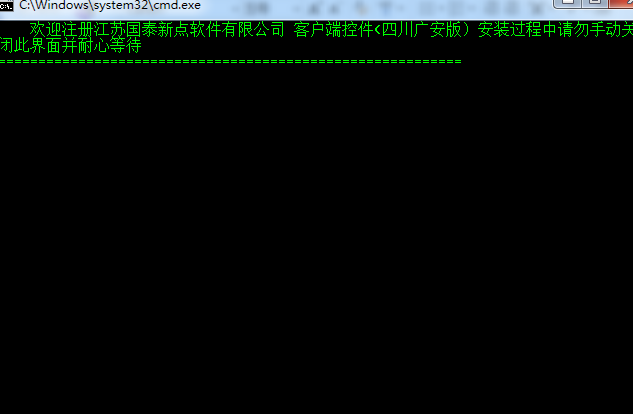 C:\Windows\system32\cmd.exe
欢迎注册江苏国泰新点软件有限公司 客户端控件(四川广安版）安装过程中请勿手动关
闭此界面并耐心等待
==========================================================